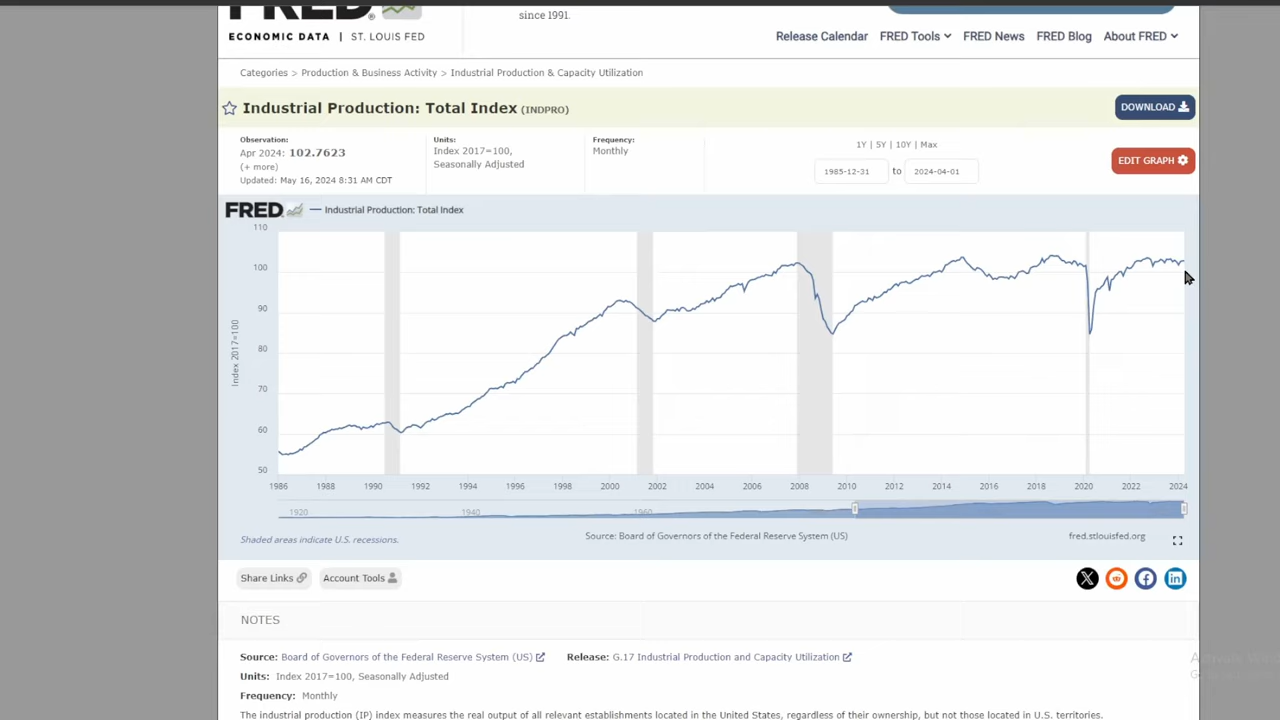 FRED®
since 1991.
ECONOMIC DATA | ST. LOUIS FED
Release Calendar FRED Tools FRED News FRED Blog About FRED
Categories > Production & Business Activity > Industrial Production & Capacity Utilization
Industrial Production: Total Index (INDPRO)
DOWNLOAD
Observation:
Apr 2024: 102.7623
(+ more)
Updated: May 16, 2024 8:31 AM CDT
Units:
Index 2017=100,
Seasonally Adjusted
Frequency:
Monthly
1Y | 5Y | 10Y | Max
1985-12-31 to 2024-04-01
EDIT GRAPH
FRED — Industrial Production: Total Index
110
100
90
80
70
60
50
Index 2017=100
1986 1988 1990 1992 1994 1996 1998 2000 2002 2004 2006 2008 2010 2012 2014 2016 2018 2020 2022 2024
1920 1940 1960
Shaded areas indicate U.S. recessions.
Source: Board of Governors of the Federal Reserve System (US)
fred.stlouisfed.org
Share Links Account Tools
NOTES
Source: Board of Governors of the Federal Reserve System (US) Release: G.17 Industrial Production and Capacity Utilization
Units: Index 2017=100, Seasonally Adjusted
Frequency: Monthly
The industrial production (IP) index measures the real output of all relevant establishments located in the United States, regardless of their ownership, but not those located in U.S. territories.